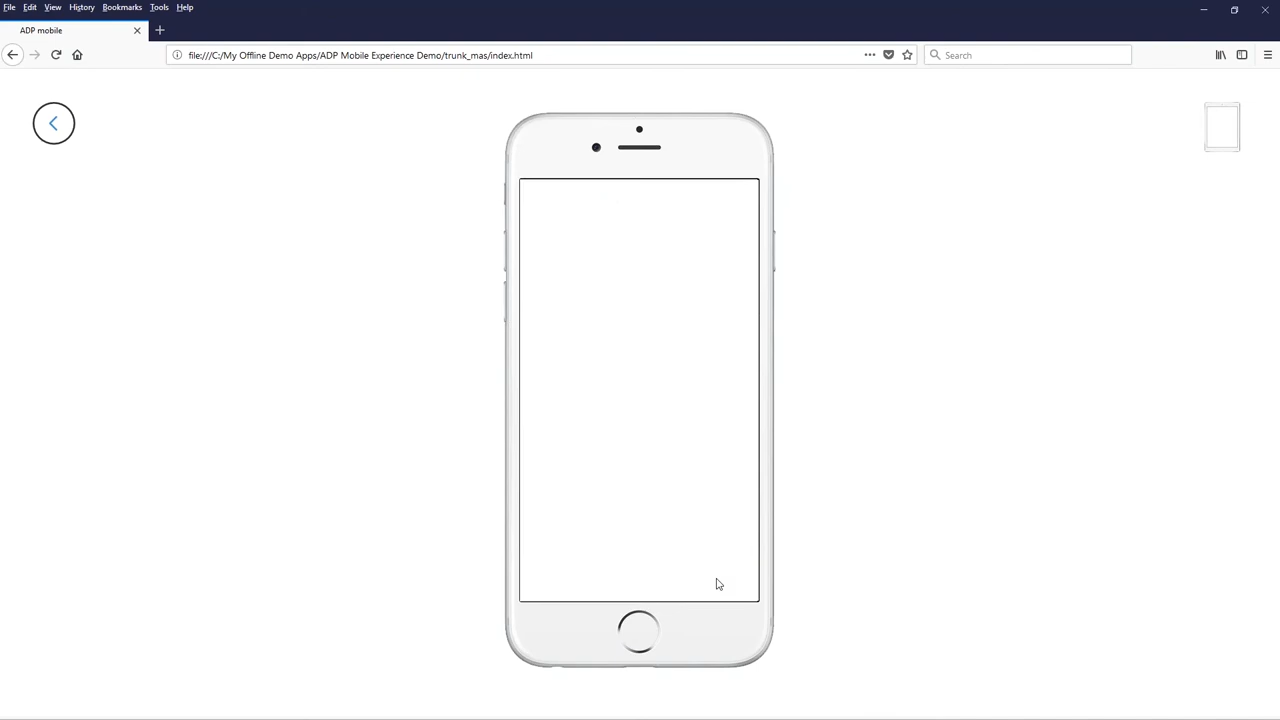 File Edit View History Bookmarks Tools Help
ADP mobile
file:///C:/My Offline Demo Apps/ADP Mobile Experience Demo/trunk_mas/index.html
Search